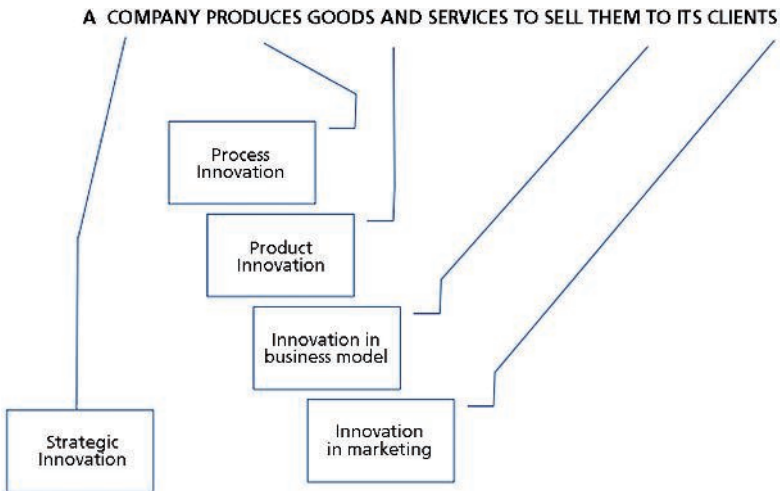 A COMPANY PRODUCES GOODS AND SERVICES TO SELL THEM TO ITS CLIENTS
Process
Innovation
Product
Innovation
Innovation in
business model
Innovation
in marketing
Strategic
Innovation